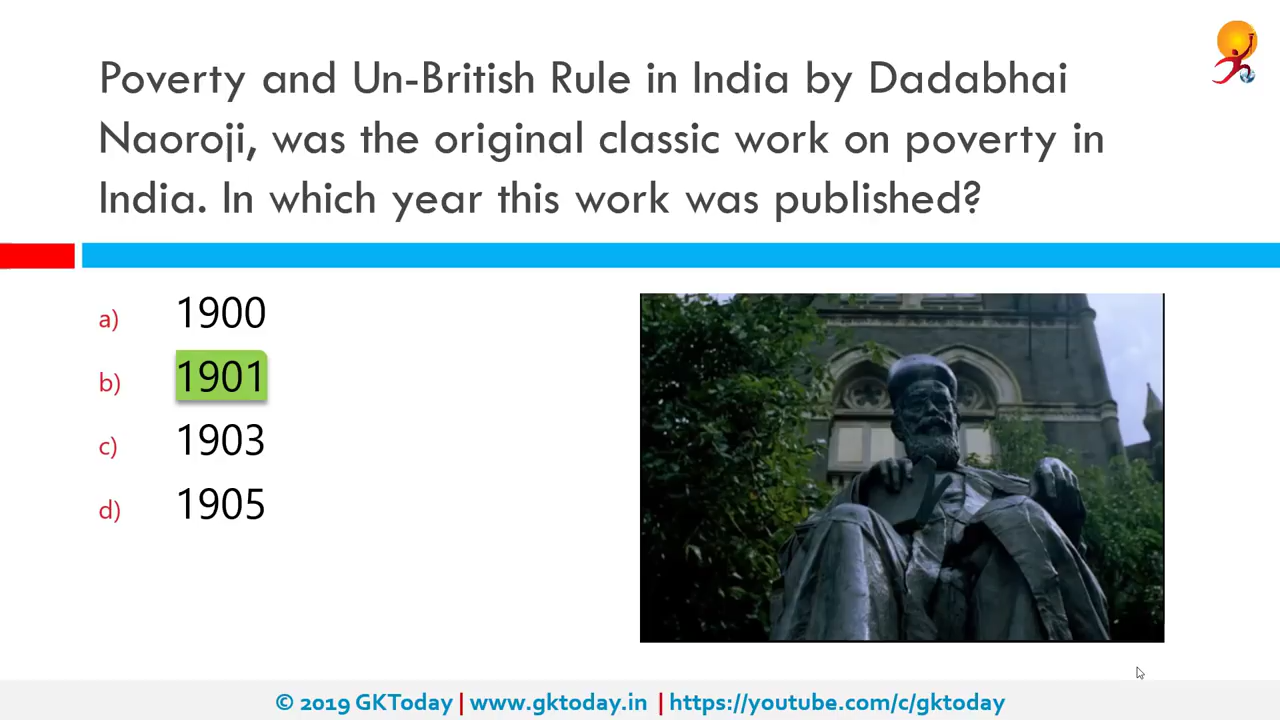 Poverty and Un-British Rule in India by Dadabhai
Naoroji, was the original classic work on poverty in
India. In which year this work was published?
a) 1900
b) 1901
c) 1903
d) 1905
© 2019 GKToday | www.gktoday.in | https://youtube.com/c/gktoday